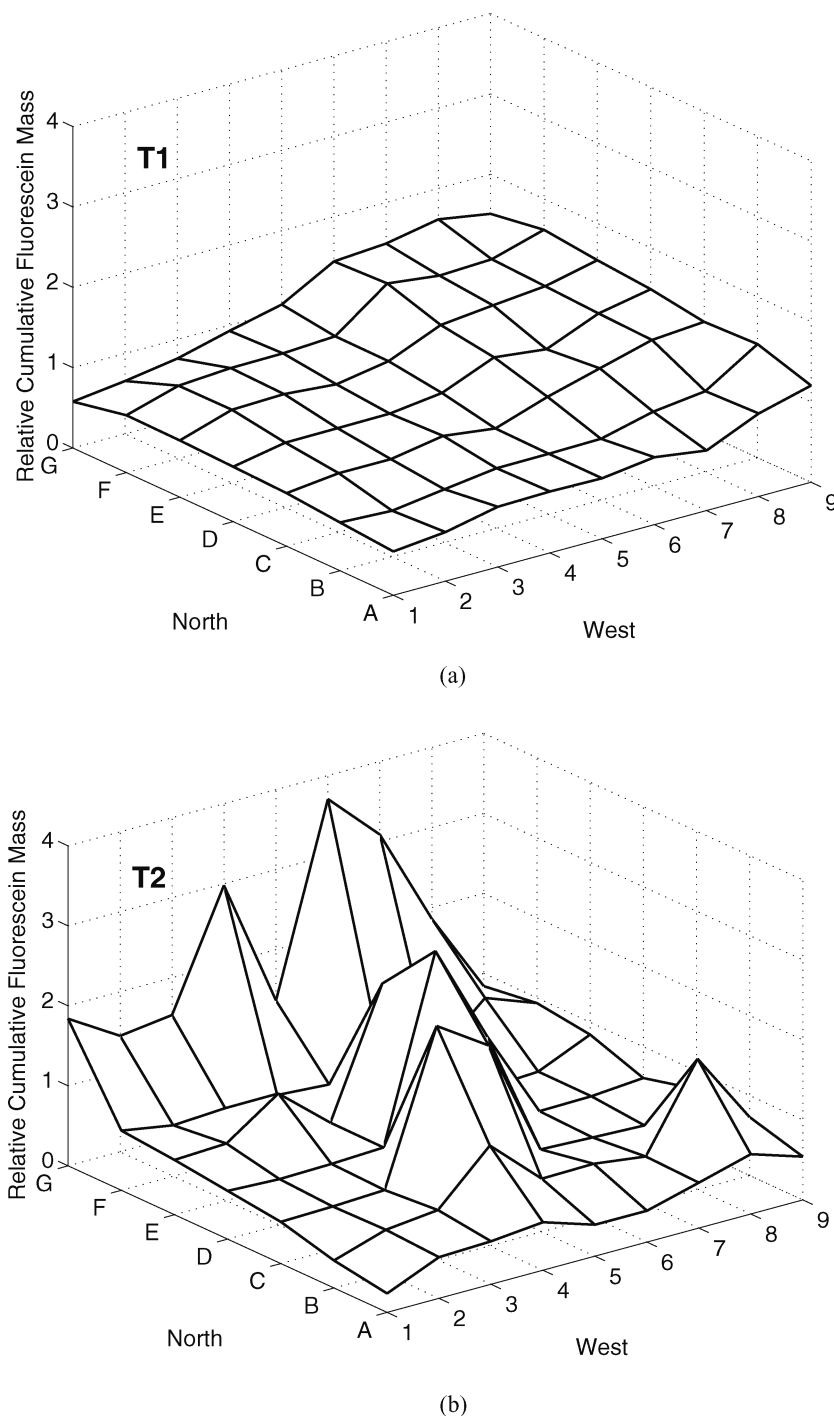 Relative Cumulative Fluorescein Mass
4
3
2
1
0
T1
G
F
E
D
C
B
A
North
1
2
3
4
5
6
7
8
9
West
(a)
Relative Cumulative Fluorescein Mass
4
3
2
1
0
T2
G
F
E
D
C
B
A
North
1
2
3
4
5
6
7
8
9
West
(b)